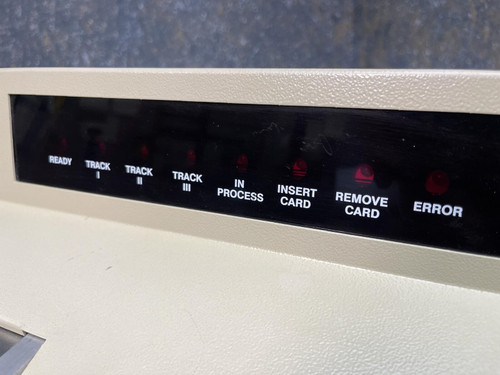 READY
TRACK
I
TRACK
II
TRACK
III
IN
PROCESS
INSERT
CARD
REMOVE
CARD
ERROR